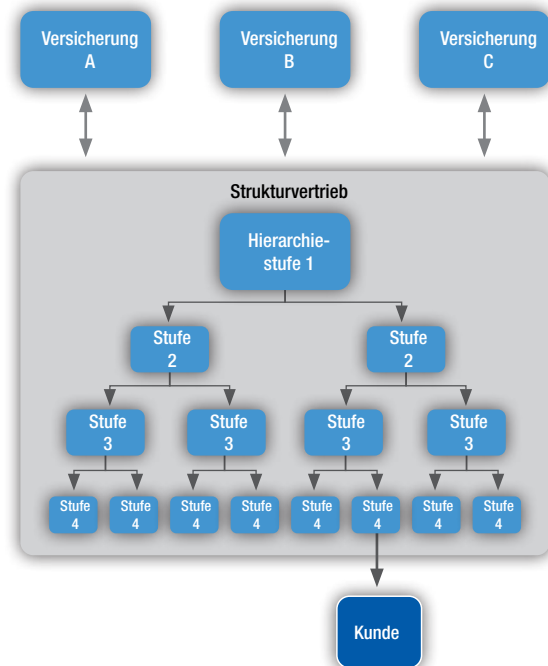 Versicherung
A
Versicherung
B
Versicherung
C
Strukturvertrieb
Hierarchie-
stufe 1
Stufe
2
Stufe
2
Stufe
3
Stufe
3
Stufe
3
Stufe
3
Stufe
4
Stufe
4
Stufe
4
Stufe
4
Stufe
4
Stufe
4
Stufe
4
Stufe
4
Kunde